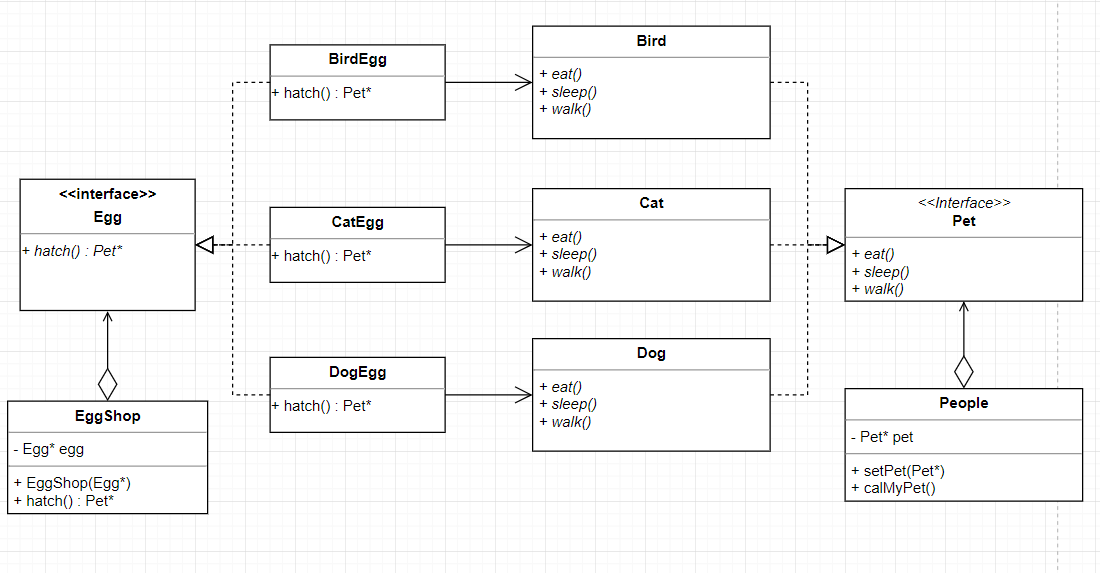 BirdEgg
+ hatch() : Pet*
Bird
+ eat()
+ sleep()
+ walk()
<<interface>>
Egg
+ hatch() : Pet*
CatEgg
+ hatch() : Pet*
Cat
+ eat()
+ sleep()
+ walk()
<<Interface>>
Pet
+ eat()
+ sleep()
+ walk()
DogEgg
+ hatch() : Pet*
Dog
+ eat()
+ sleep()
+ walk()
EggShop
- Egg* egg
+ EggShop(Egg*)
+ hatch() : Pet*
People
- Pet* pet
+ setPet(Pet*)
+ calMyPet()